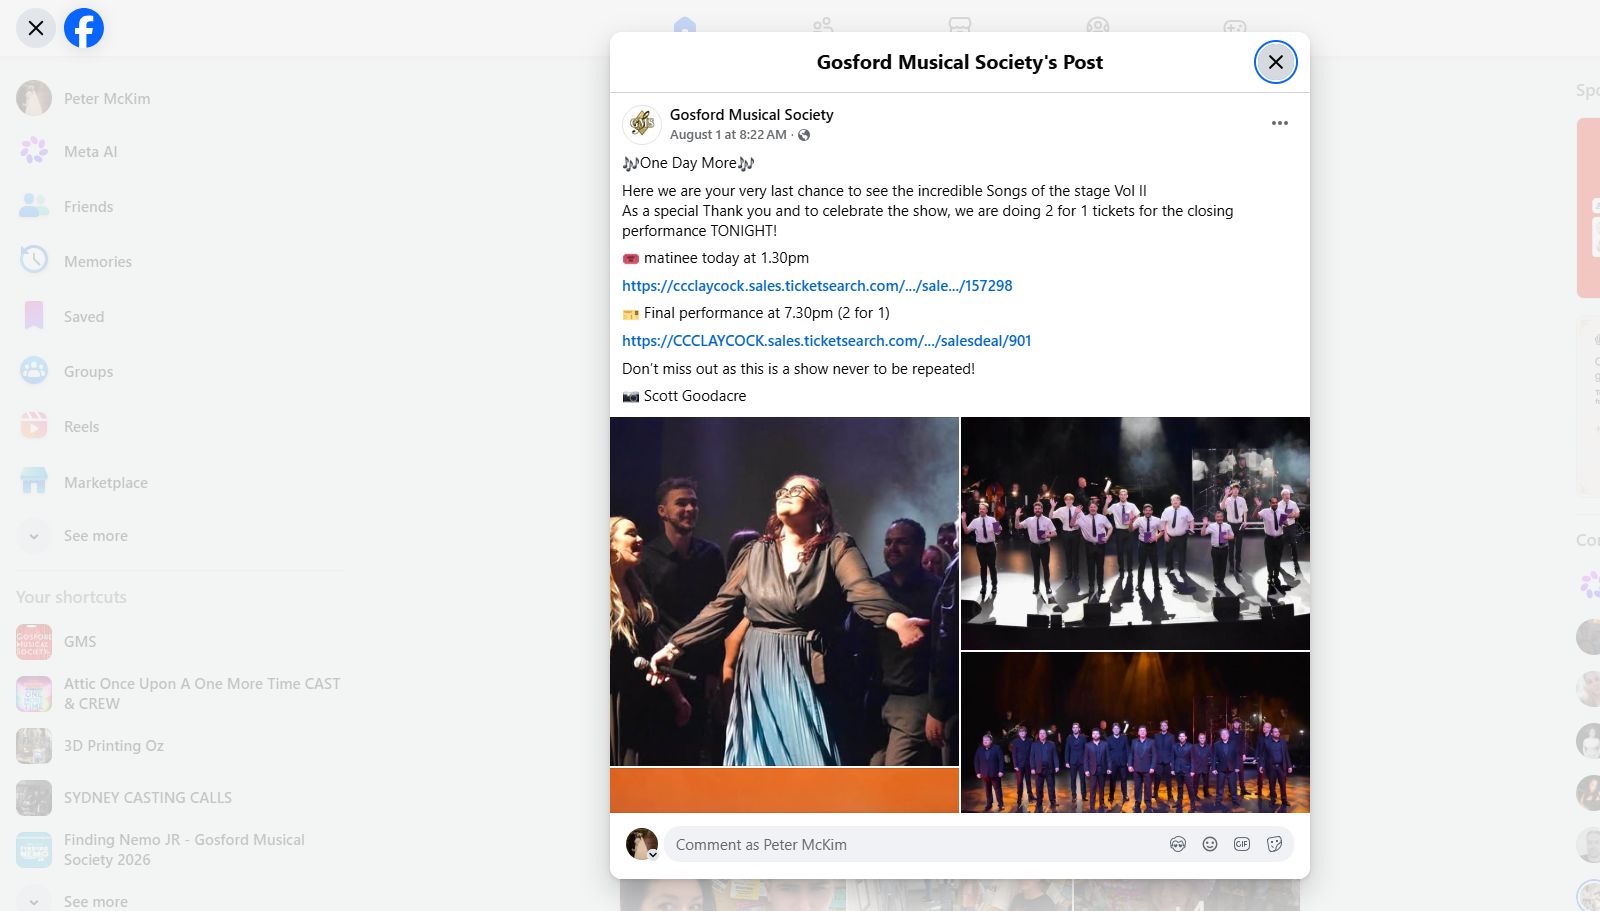 Gosford Musical Society's Post
Gosford Musical Society
August 1 at 8:22 AM ·
🎶One Day More🎶
Here we are your very last chance to see the incredible Songs of the stage Vol ll
As a special Thank you and to celebrate the show, we are doing 2 for 1 tickets for the closing
performance TONIGHT!
🎟️ matinee today at 1.30pm
https://ccclaycock.sales.ticketsearch.com/.../sale.../157298
🎫 Final performance at 7.30pm (2 for 1)
https://CCCLAYCOCK.sales.ticketsearch.com/.../salesdeal/901
Don't miss out as this is a show never to be repeated!
📷 Scott Goodacre
Comment as Peter McKim
GIF
Peter McKim
Meta AI
Friends
Memories
Saved
Groups
Reels
Marketplace
See more
Your shortcuts
GMS
Attic Once Upon A One More Time CAST
& CREW
3D Printing Oz
SYDNEY CASTING CALLS
Finding Nemo JR - Gosford Musical
Society 2026
See more